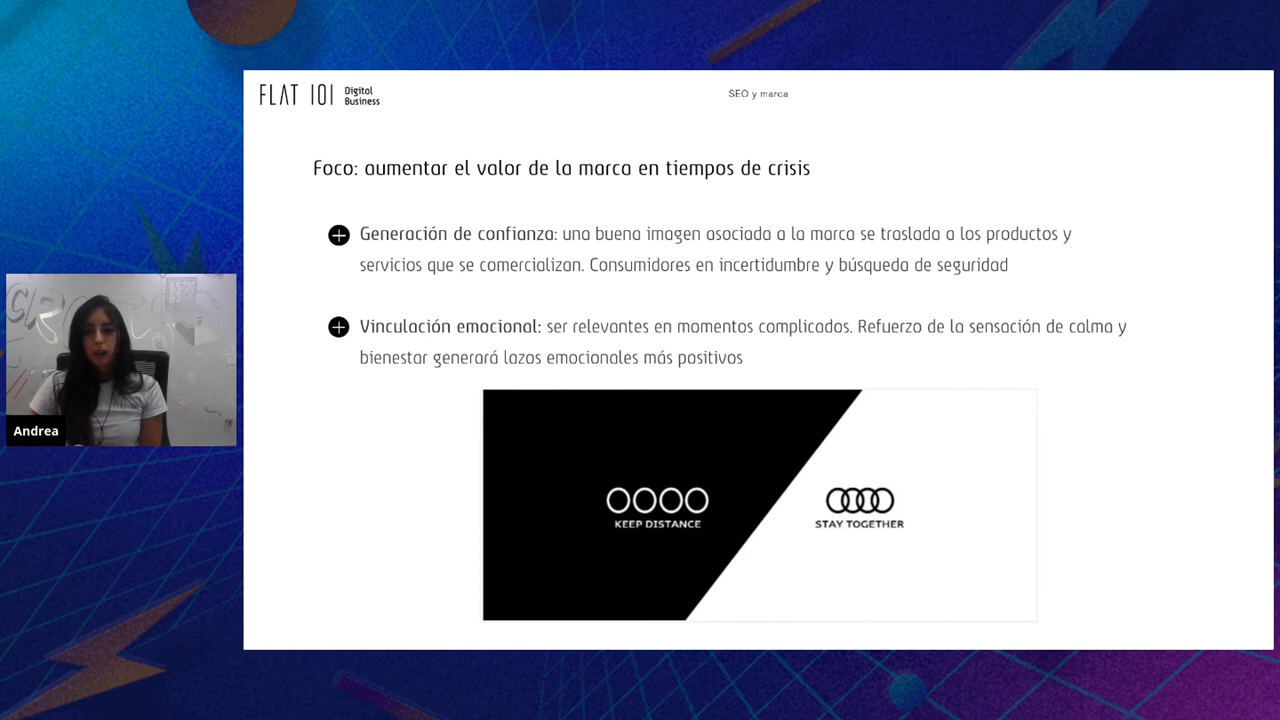 FLAT 101 Digital Business
SEO y marca
Foco: aumentar el valor de la marca en tiempos de crisis
Generación de confianza: una buena imagen asociada a la marca se traslada a los productos y
servicios que se comercializan. Consumidores en incertidumbre y búsqueda de seguridad
Vinculación emocional: ser relevantes en momentos complicados. Refuerzo de la sensación de calma y
bienestar generará lazos emocionales más positivos
KEEP DISTANCE
STAY TOGETHER
Andrea